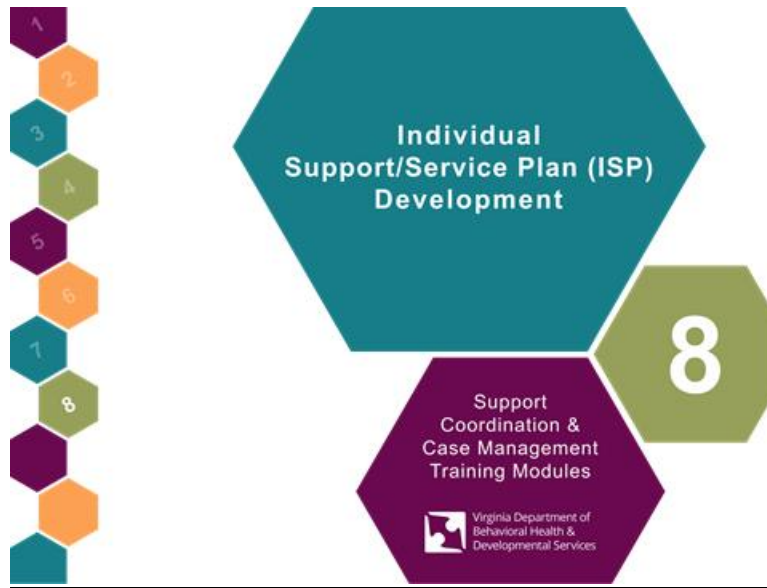 1
2
3
4
5
6
7
8
Individual
Support/Service Plan (ISP)
Development
8
Support
Coordination &
Case Management
Training Modules
Virginia Department of
Behavioral Health &
Developmental Services